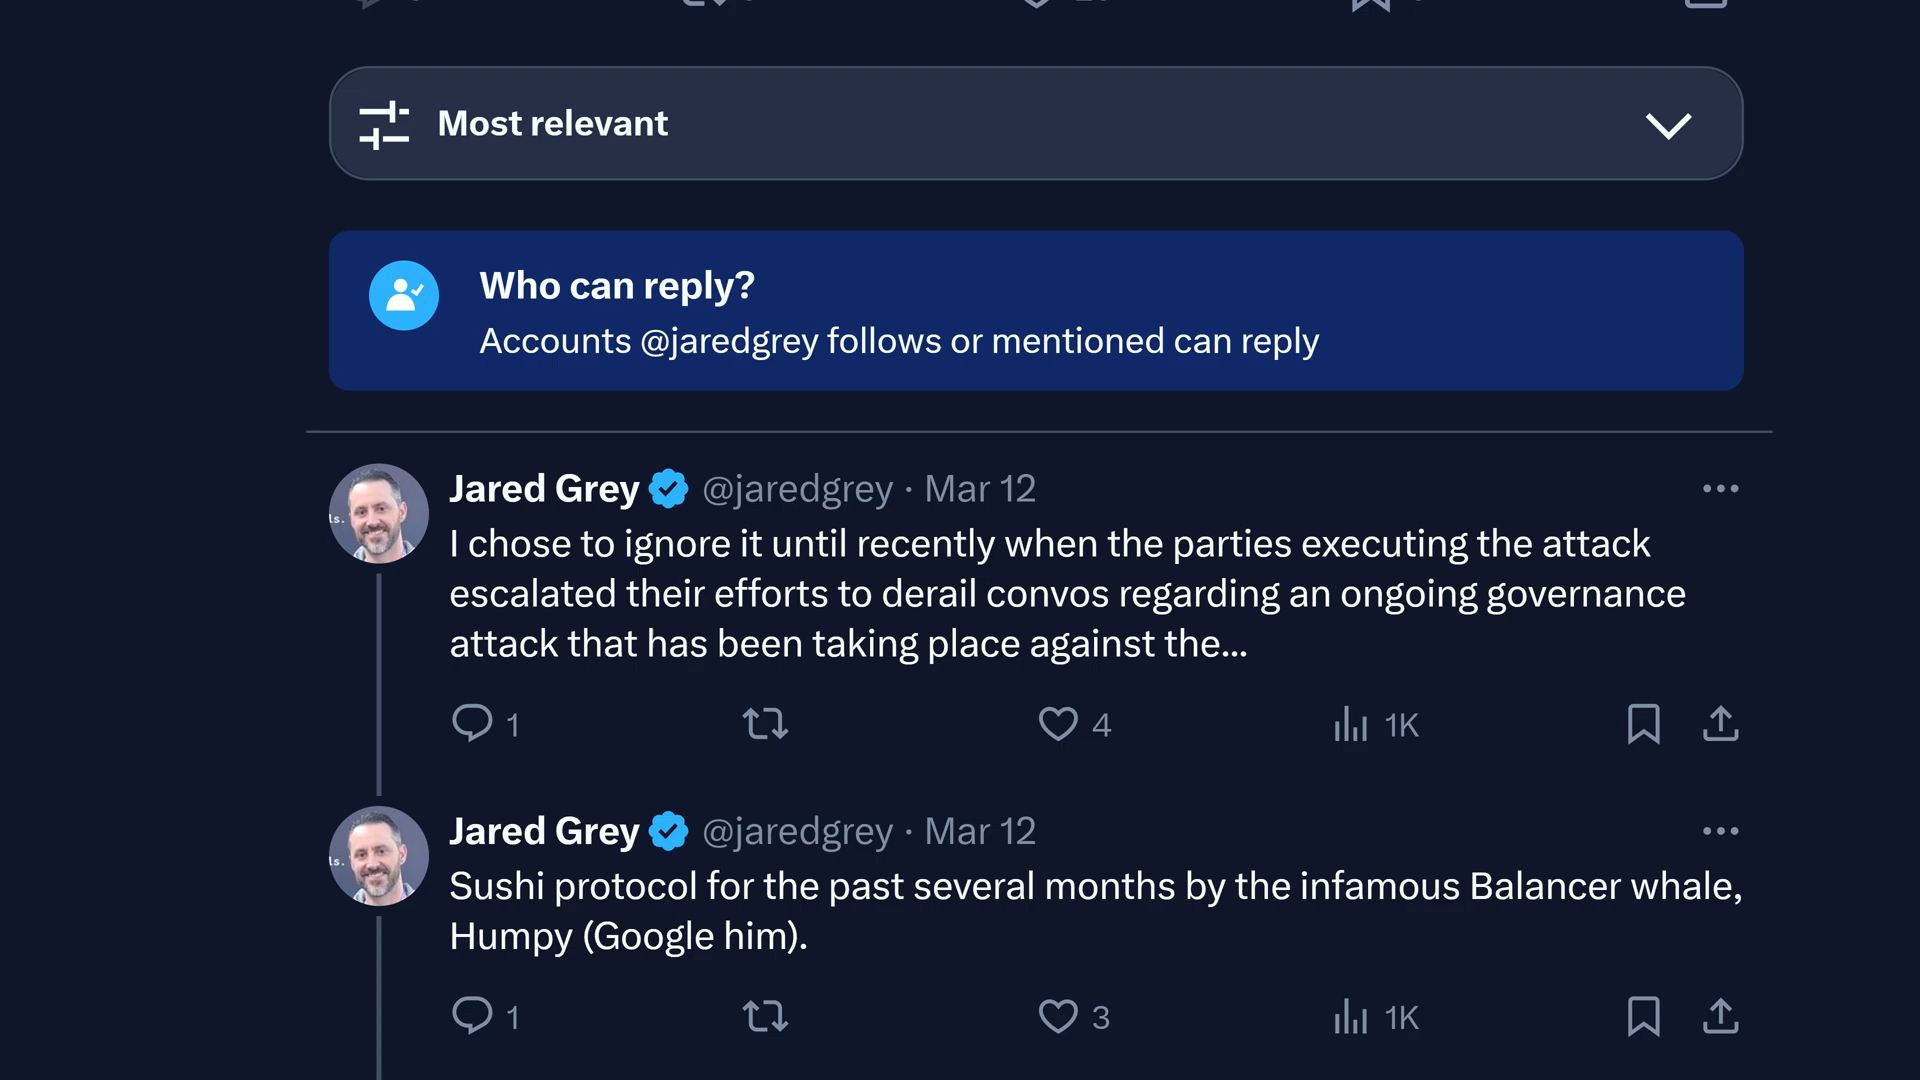 Most relevant
Who can reply?
Accounts @jaredgrey follows or mentioned can reply
Jared Grey @jaredgrey · Mar 12
I chose to ignore it until recently when the parties executing the attack
escalated their efforts to derail convos regarding an ongoing governance
attack that has been taking place against the...
1 4 1K
Jared Grey @jaredgrey · Mar 12
Sushi protocol for the past several months by the infamous Balancer whale,
Humpy (Google him).
1 3 1K